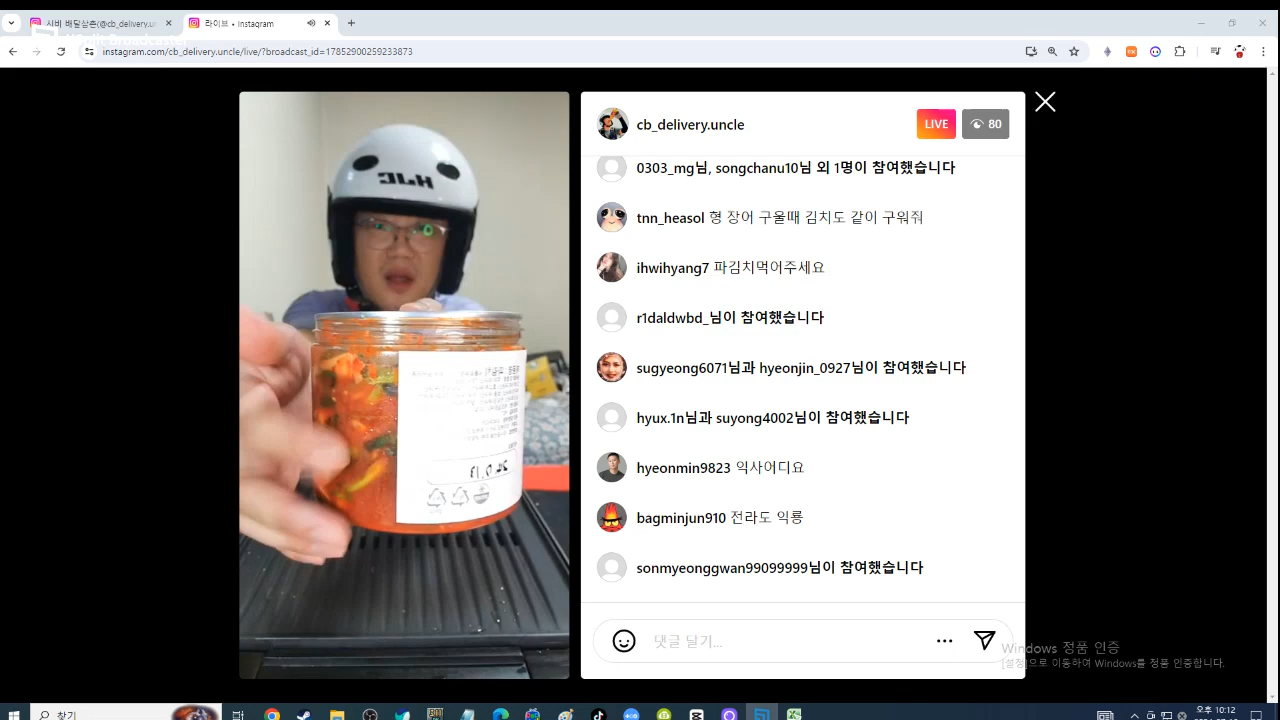 시바 배달삼촌(@cb_delivery.ur
라이브 • Instagram
instagram.com/cb_delivery.uncle/live/?broadcast_id=17852900259233873
cb_delivery.uncle
LIVE
80
0303_mg님, songchanu10님 외 1명이 참여했습니다
tnn_heasol 형 장어 구울때 김치도 같이 구워줘
ihwihyang7 파김치먹어주세요
r1daldwbd_님이 참여했습니다
sugyeong6071님과 hyeonjin_0927님이 참여했습니다
hyux.1n님과 suyong4002님이 참여했습니다
hyeonmin9823 익사이디요
bagminjun910 전라도 익룡
sonmyeonggwan99099999님이 참여했습니다
댓글 달기...
Windows 정품 인증
[설정]으로 이동하여 Windows를 정품 인증합니다.
HJC
찾기
오후 10:12